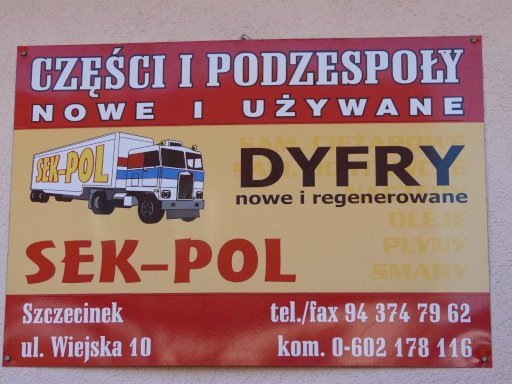 CZĘŚCI I PODZESPOŁY
NOWE I UŻYWANE
SEK-POL
DYFRY
nowe i regenerowane
OLEJE
PŁYNY
SMARY
SEK-POL
Szczecinek
ul. Wiejska 10
tel./fax 94 374 79 62
kom. 0-602 178 116